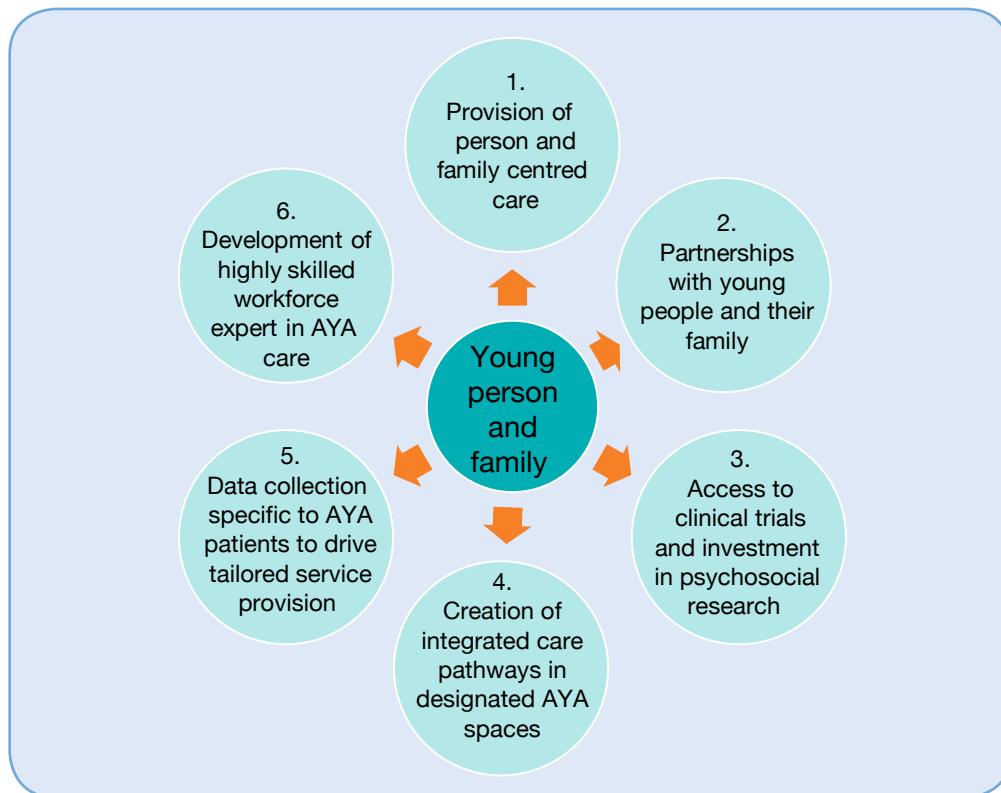 1.
Provision of
person and
family centred
care
2.
Partnerships
with young
people and their
family
3.
Access to
clinical trials
and investment
in psychosocial
research
4.
Creation of
integrated care
pathways in
designated AYA
spaces
5.
Data collection
specific to AYA
patients to drive
tailored service
provision
6.
Development of
highly skilled
workforce
expert in AYA
care
Young
person
and
family